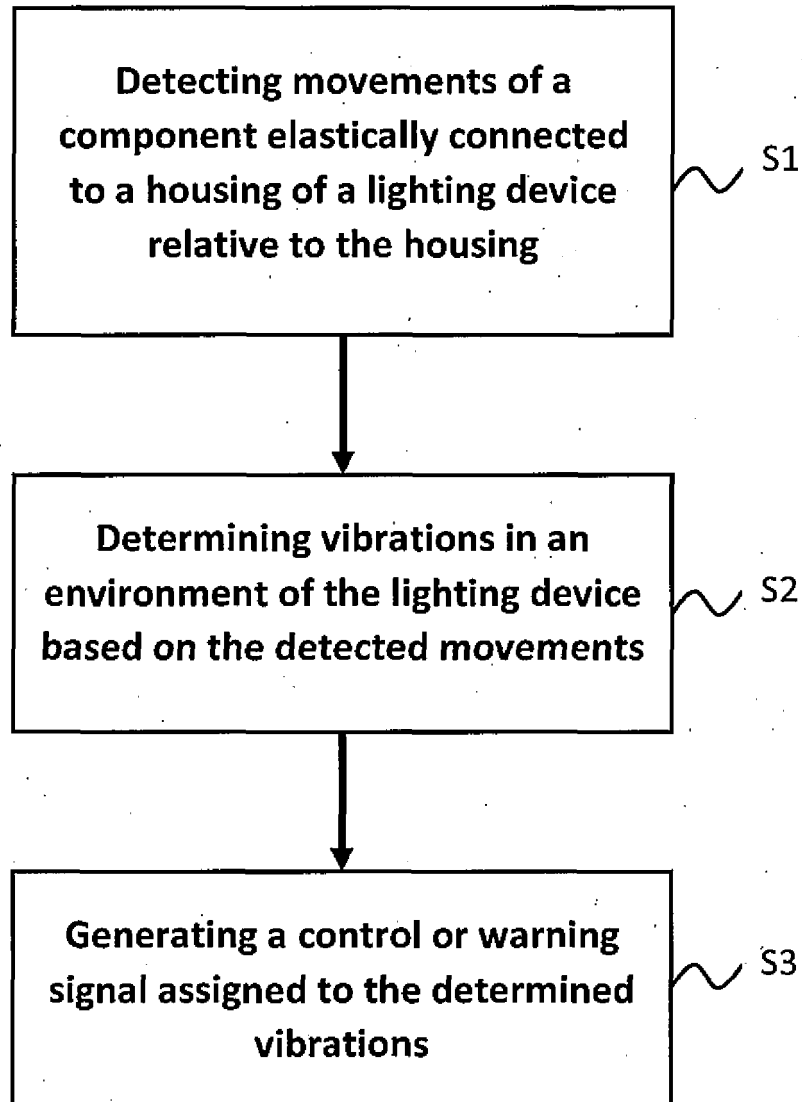 Detecting movements of a
component elastically connected
to a housing of a lighting device
relative to the housing
S1
Determining vibrations in an
environment of the lighting device
based on the detected movements
S2
Generating a control or warning
signal assigned to the determined
vibrations
S3